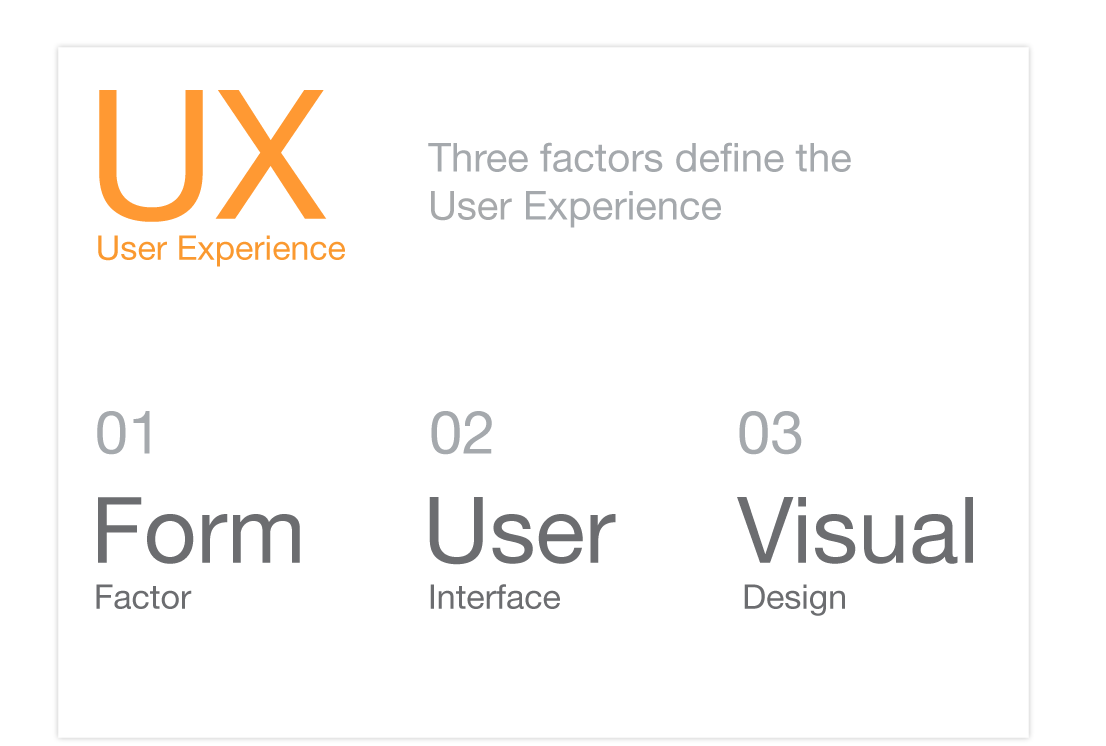 UX
User Experience
Three factors define the
User Experience
01
Form
Factor
02
User
Interface
03
Visual
Design